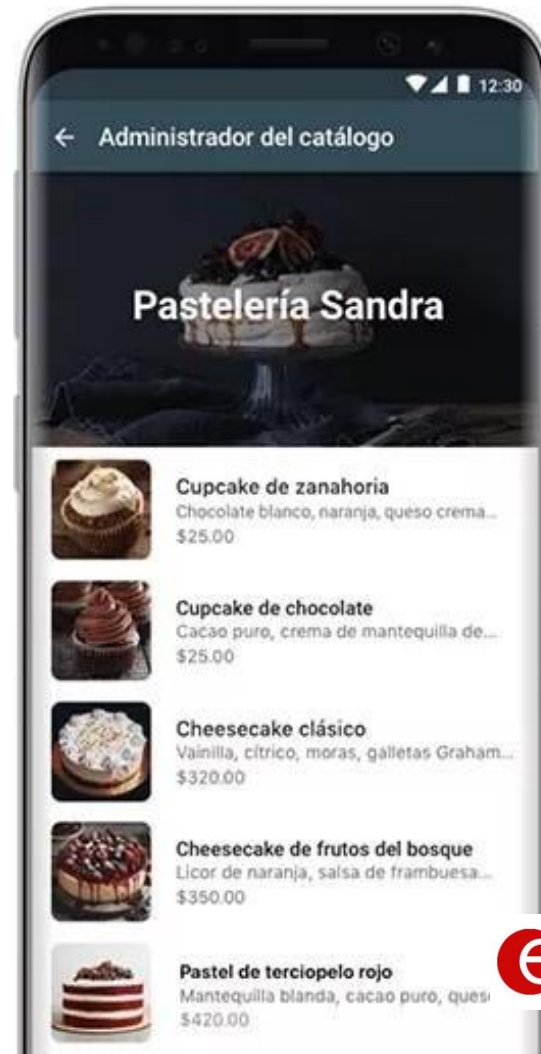 12:30
Administrador del catálogo
Pastelería Sandra
Cupcake de zanahoria
Chocolate blanco, naranja, queso crema...
$25.00
Cupcake de chocolate
Cacao puro, crema de mantequilla de...
$25.00
Cheesecake clásico
Vainilla, cítrico, moras, galletas Graham...
$320.00
Cheesecake de frutos del bosque
Licor de naranja, salsa de frambuesa...
$350.00
Pastel de terciopelo rojo
Mantequilla blanda, cacao puro, ques
$420.00